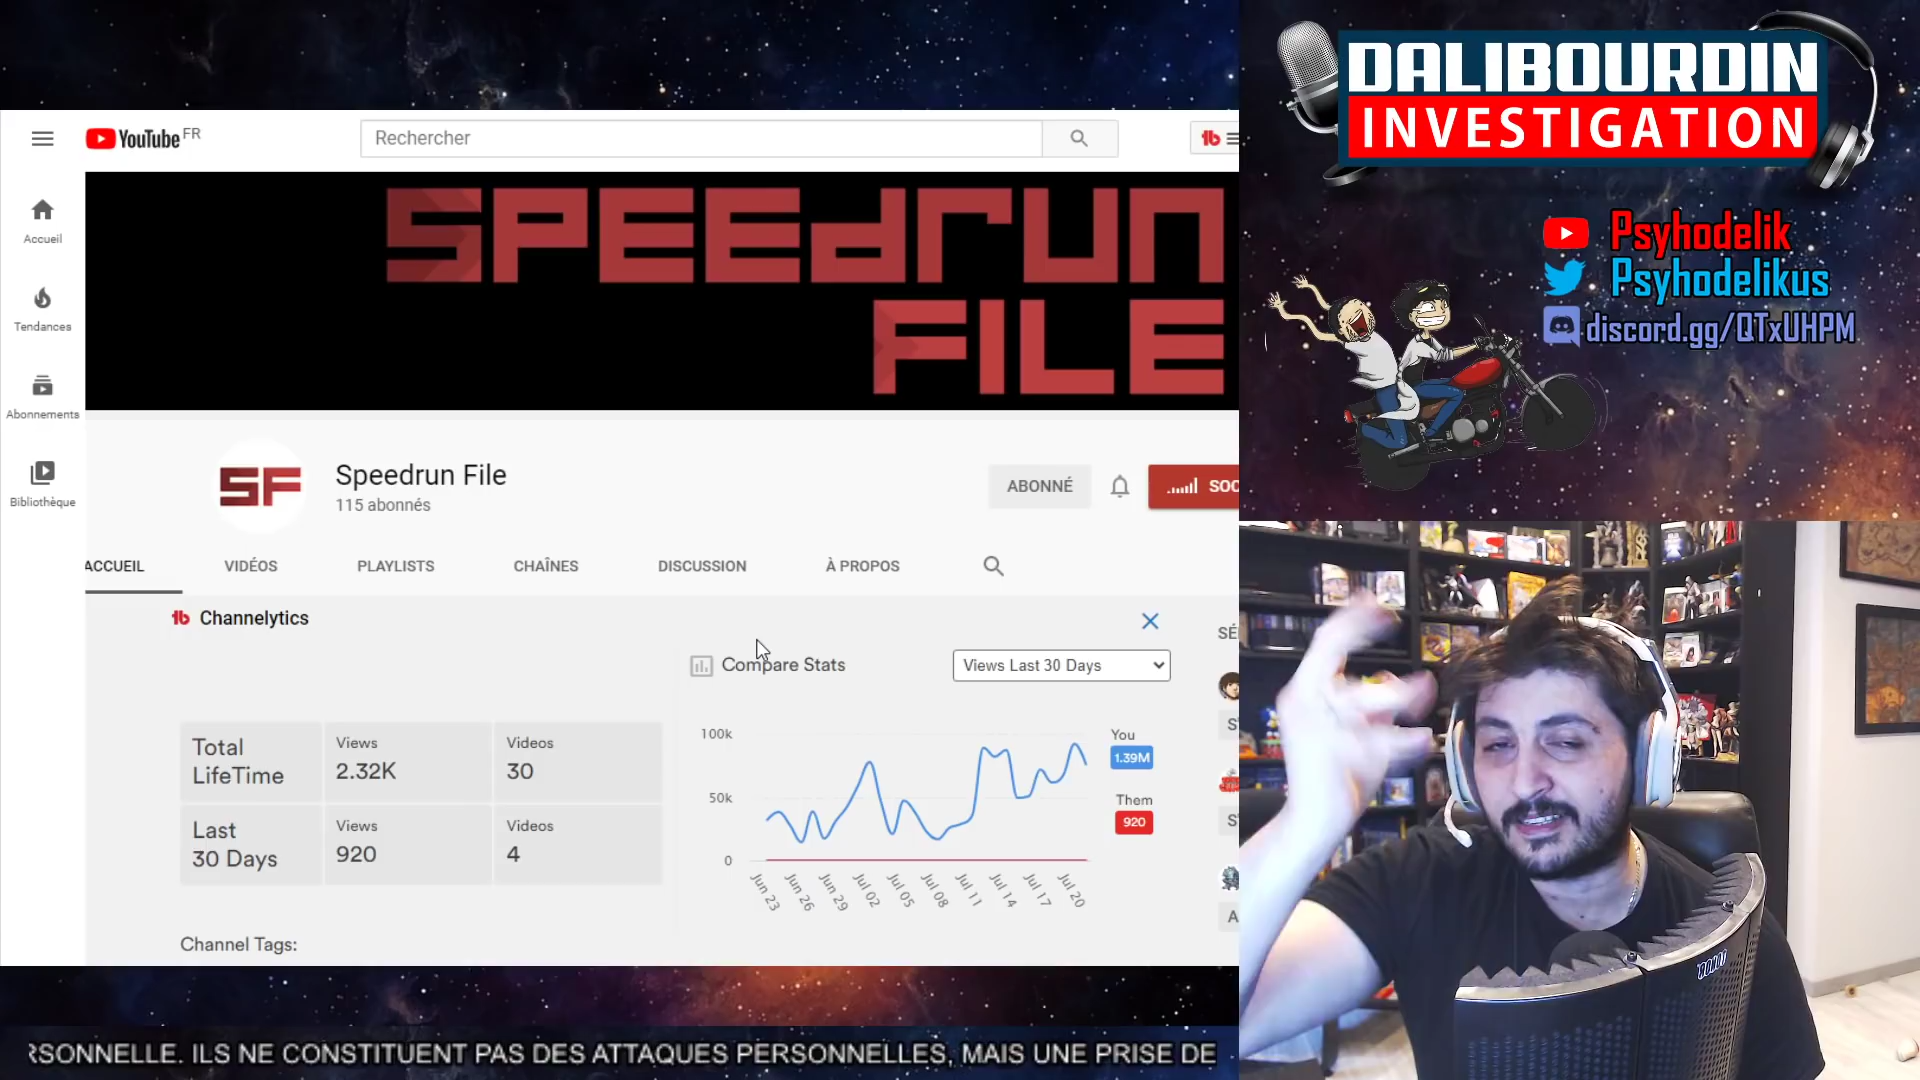 YouTube FR
Rechercher
Accueil
Tendances
Abonnements
Bibliothèque
SPEEDRUN
FILE
SF
Speedrun File
115 abonnés
ABONNÉ
SOC
ACCUEIL
VIDÉOS
PLAYLISTS
CHAÎNES
DISCUSSION
À PROPOS
Channelytics
Compare Stats
Views Last 30 Days
Total
LifeTime
Views
2.32K
Videos
30
Last
30 Days
Views
920
Videos
4
100k
50k
0
You
1.39M
Them
920
Jun 23
Jun 26
Jun 29
Jul 02
Jul 05
Jul 08
Jul 11
Jul 14
Jul 17
Jul 20
Channel Tags:
SÉ
S
S
A
RSONNELLE. ILS NE CONSTITUENT PAS DES ATTAQUES PERSONNELLES, MAIS UNE PRISE DE
DALIBOURDIN
INVESTIGATION
Psyhodelik
Psyhodelikus
discord.gg/QTxUHPM